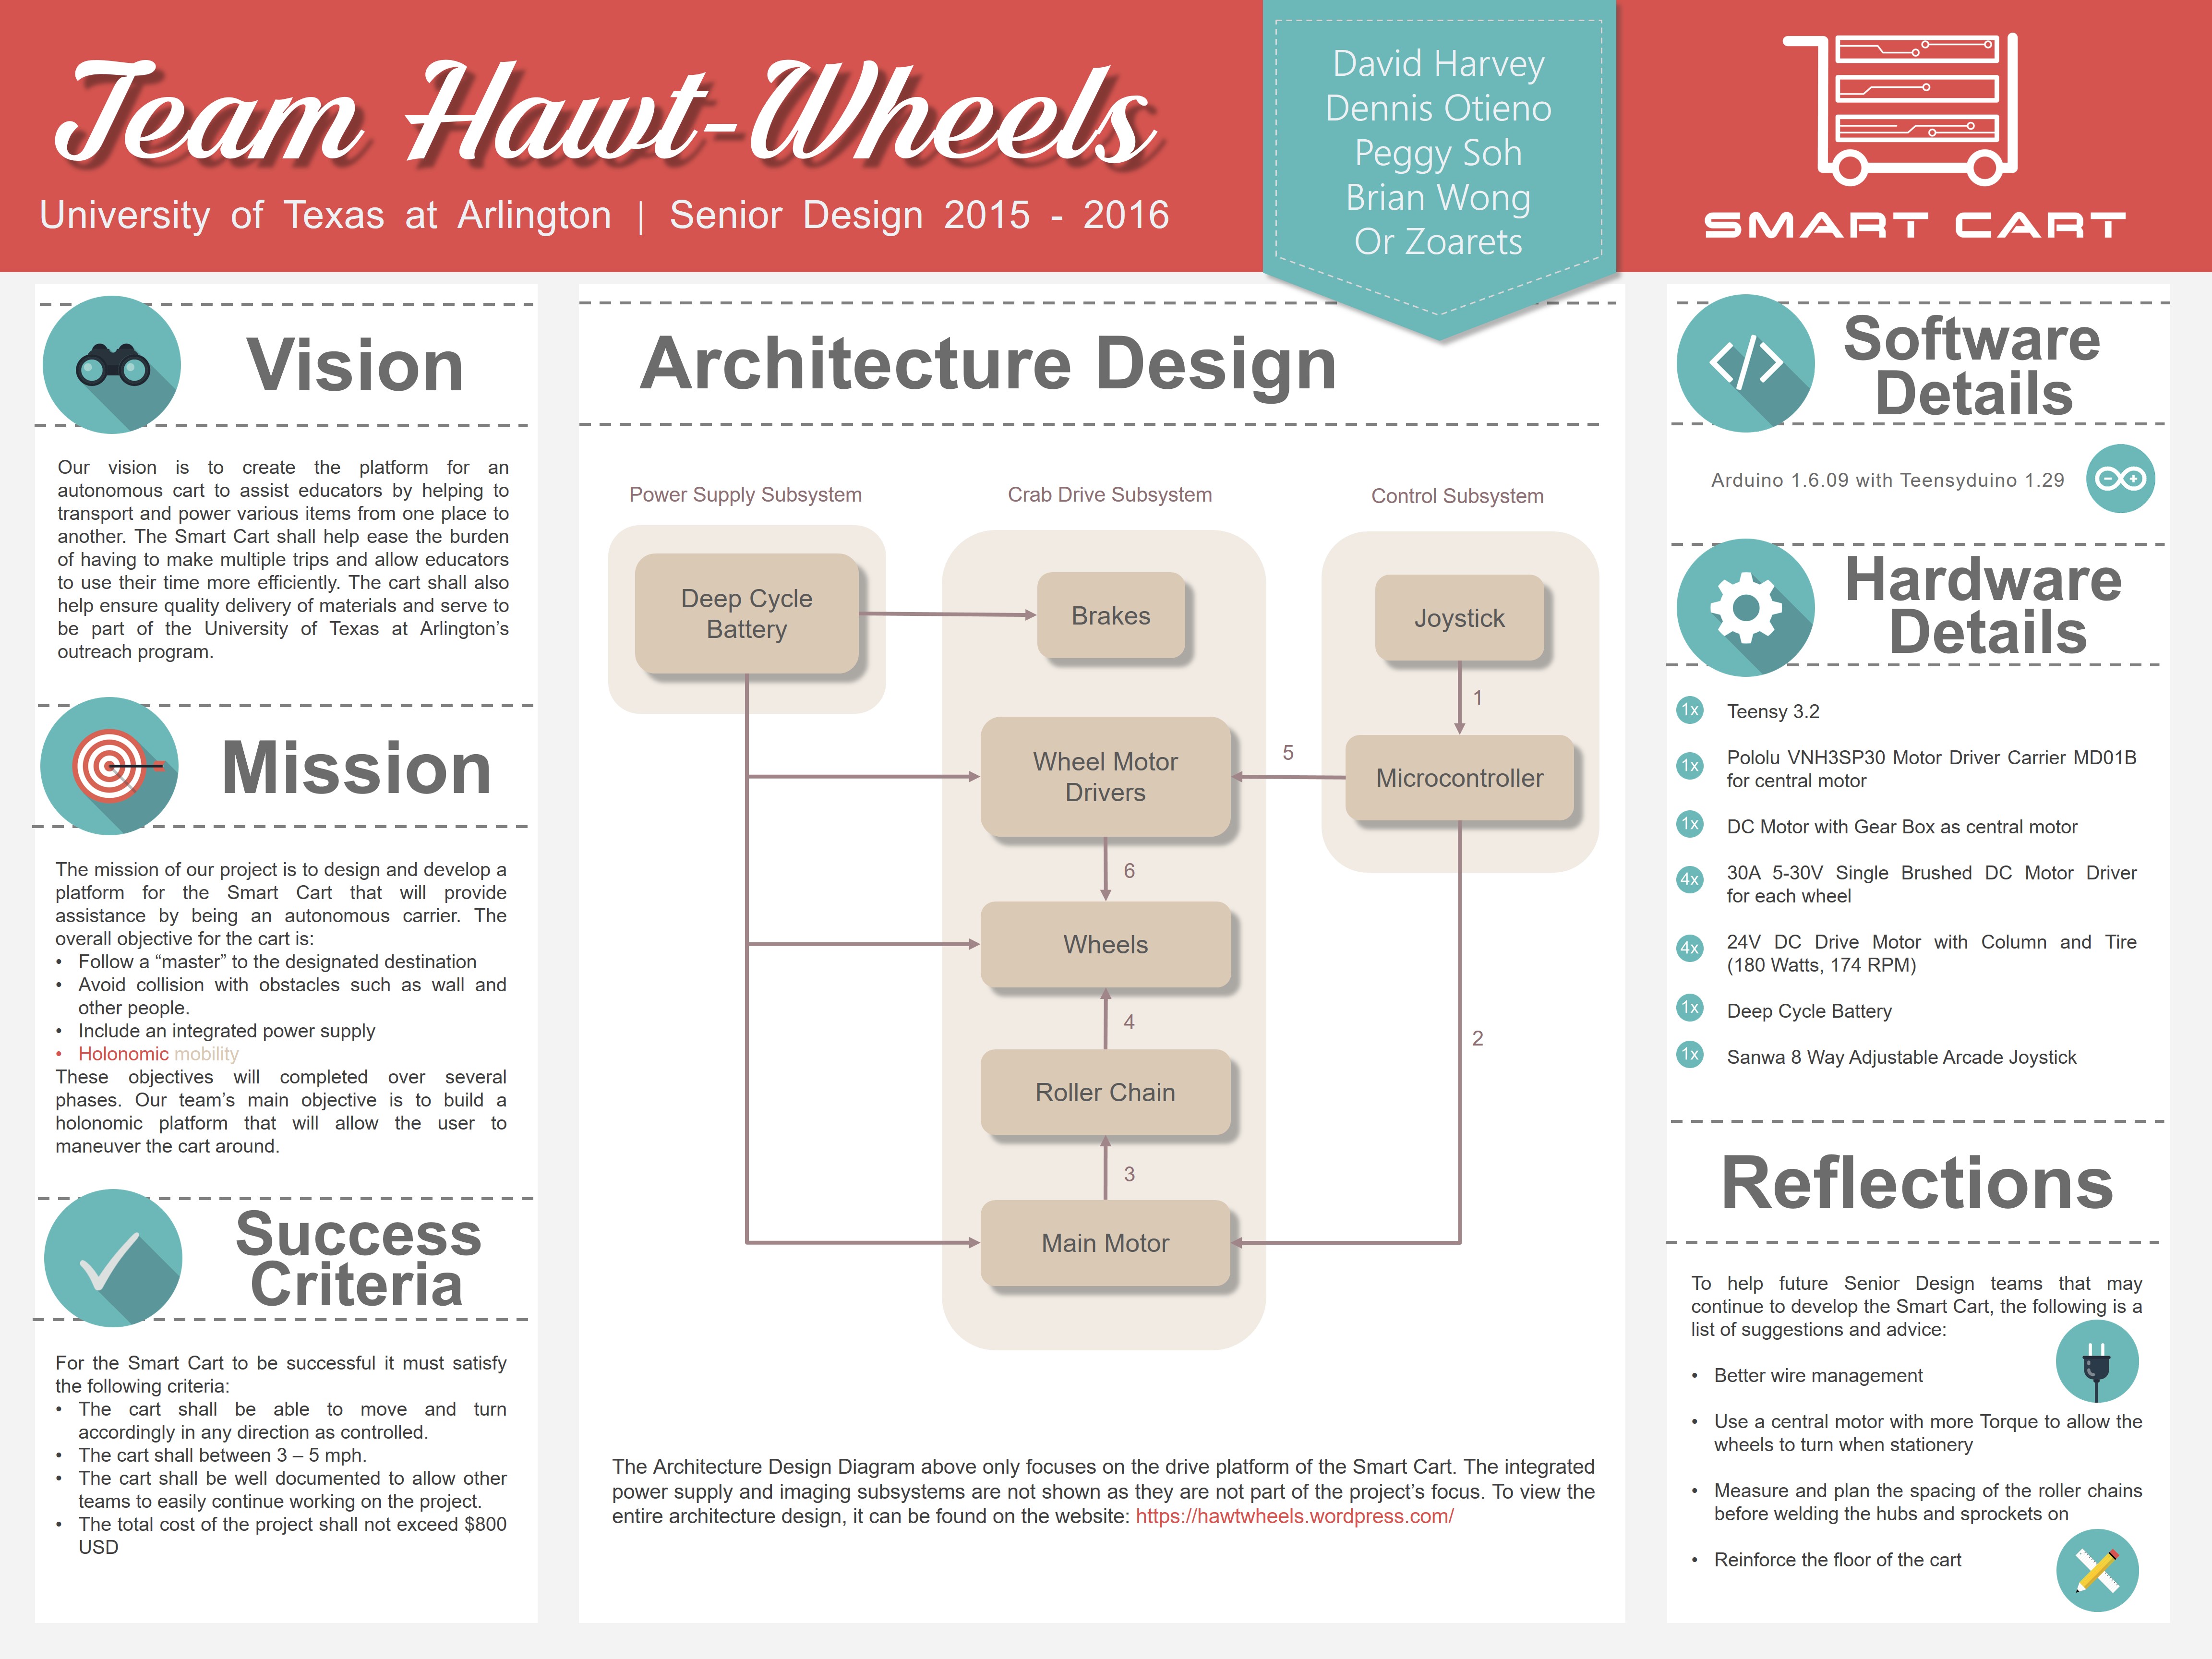 Team Hawt-Wheels
University of Texas at Arlington | Senior Design 2015 - 2016
David Harvey
Dennis Otieno
Peggy Soh
Brian Wong
Or Zoarets
SMART CART
Vision
Our vision is to create the platform for an
autonomous cart to assist educators by helping to
transport and power various items from one place to
another. The Smart Cart shall help ease the burden
of having to make multiple trips and allow educators
to use their time more efficiently. The cart shall also
help ensure quality delivery of materials and serve to
be part of the University of Texas at Arlington’s
outreach program.
Mission
The mission of our project is to design and develop a
platform for the Smart Cart that will provide
assistance by being an autonomous carrier. The
overall objective for the cart is:
• Follow a “master” to the designated destination
• Avoid collision with obstacles such as wall and
other people.
• Include an integrated power supply
• Holonomic mobility
These objectives will completed over several
phases. Our team’s main objective is to build a
holonomic platform that will allow the user to
maneuver the cart around.
Success
Criteria
For the Smart Cart to be successful it must satisfy
the following criteria:
• The cart shall be able to move and turn
accordingly in any direction as controlled.
• The cart shall between 3 – 5 mph.
• The cart shall be well documented to allow other
teams to easily continue working on the project.
• The total cost of the project shall not exceed $800
USD
Architecture Design
Power Supply Subsystem
Crab Drive Subsystem
Control Subsystem
Deep Cycle
Battery
Brakes
Joystick
1
Wheel Motor
Drivers
5
Microcontroller
6
Wheels
4
2
Roller Chain
3
Main Motor
The Architecture Design Diagram above only focuses on the drive platform of the Smart Cart. The integrated
power supply and imaging subsystems are not shown as they are not part of the project’s focus. To view the
entire architecture design, it can be found on the website: https://hawtwheels.wordpress.com/
Software
Details
Arduino 1.6.09 with Teensyduino 1.29
Hardware
Details
1x Teensy 3.2
1x Pololu VNH3SP30 Motor Driver Carrier MD01B
for central motor
1x DC Motor with Gear Box as central motor
4x 30A 5-30V Single Brushed DC Motor Driver
for each wheel
4x 24V DC Drive Motor with Column and Tire
(180 Watts, 174 RPM)
1x Deep Cycle Battery
1x Sanwa 8 Way Adjustable Arcade Joystick
Reflections
To help future Senior Design teams that may
continue to develop the Smart Cart, the following is a
list of suggestions and advice:
• Better wire management
• Use a central motor with more Torque to allow the
wheels to turn when stationery
• Measure and plan the spacing of the roller chains
before welding the hubs and sprockets on
• Reinforce the floor of the cart